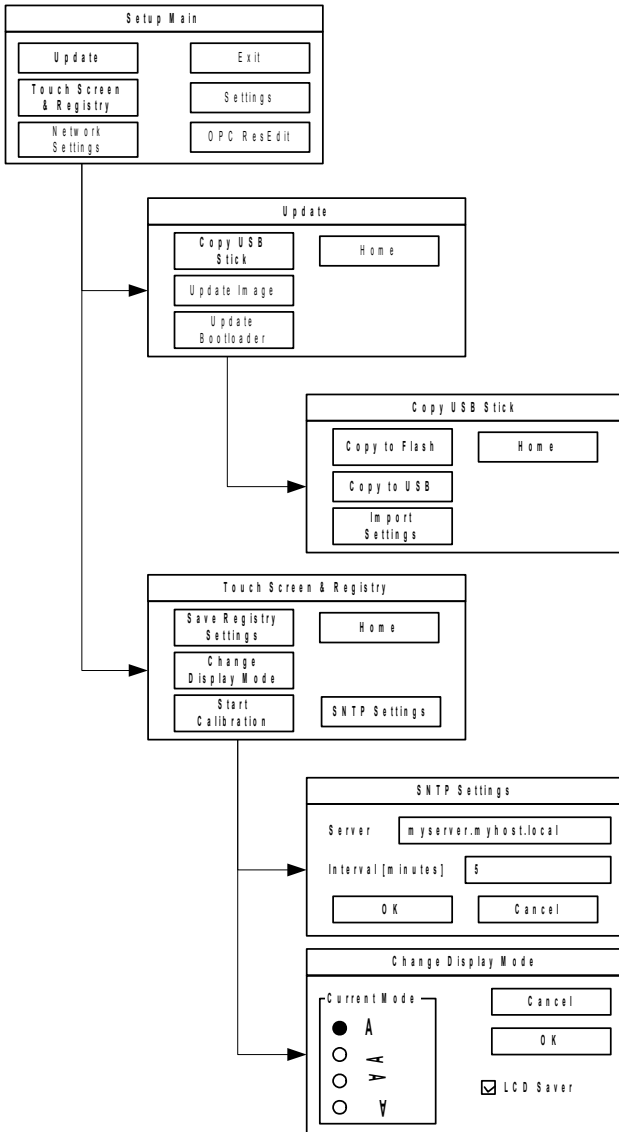 Setup Main
Update
Exit
Touch Screen
& Registry
Settings
Network
Settings
OPC ResEdit
Update
Copy USB
Stick
Home
Update Image
Update
Bootloader
Copy USB Stick
Copy to Flash
Home
Copy to USB
Import
Settings
Touch Screen & Registry
Save Registry
Settings
Home
Change
Display Mode
Start
Calibration
SNTP Settings
SNTP Settings
Server
myserver.myhost.local
Interval [minutes]
5
OK
Cancel
Change Display Mode
Current Mode
Cancel
A
OK
A
A
LCD Saver
A